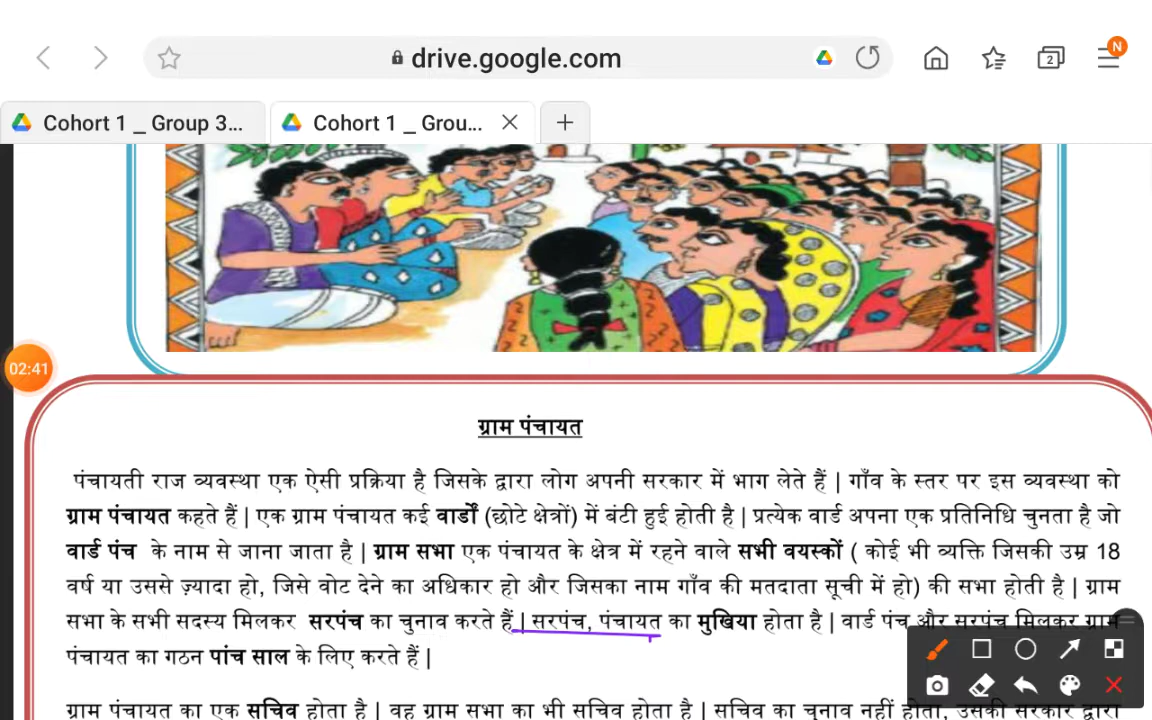 drive.google.com
2
N
Cohort 1 _ Group 3...
Cohort 1 _ Grou...
02:41
ग्राम पंचायत
पंचायती राज व्यवस्था एक ऐसी प्रक्रिया है जिसके द्वारा लोग अपनी सरकार में भाग लेते हैं | गाँव के स्तर पर इस व्यवस्था को
ग्राम पंचायत कहते हैं | एक ग्राम पंचायत कई वार्डों (छोटे क्षेत्रों) में बंटी हुई होती है | प्रत्येक वार्ड अपना एक प्रतिनिधि चुनता है जो
वार्ड पंच के नाम से जाना जाता है | ग्राम सभा एक पंचायत के क्षेत्र में रहने वाले सभी वयस्कों ( कोई भी व्यक्ति जिसकी उम्र 18
वर्ष या उससे ज़्यादा हो, जिसे वोट देने का अधिकार हो और जिसका नाम गाँव की मतदाता सूची में हो) की सभा होती है | ग्राम
सभा के सभी सदस्य मिलकर सरपंच का चुनाव करते हैं | सरपंच, पंचायत का मुखिया होता है | वार्ड पंच और सरपंच मिलकर ग्राम
पंचायत का गठन पांच साल के लिए करते हैं |
ग्राम पंचायत का एक सचिव होता है | वह ग्राम सभा का भी सचिव होता है | सचिव का चुनाव नहीं होता, उसकी सरकार द्वारा